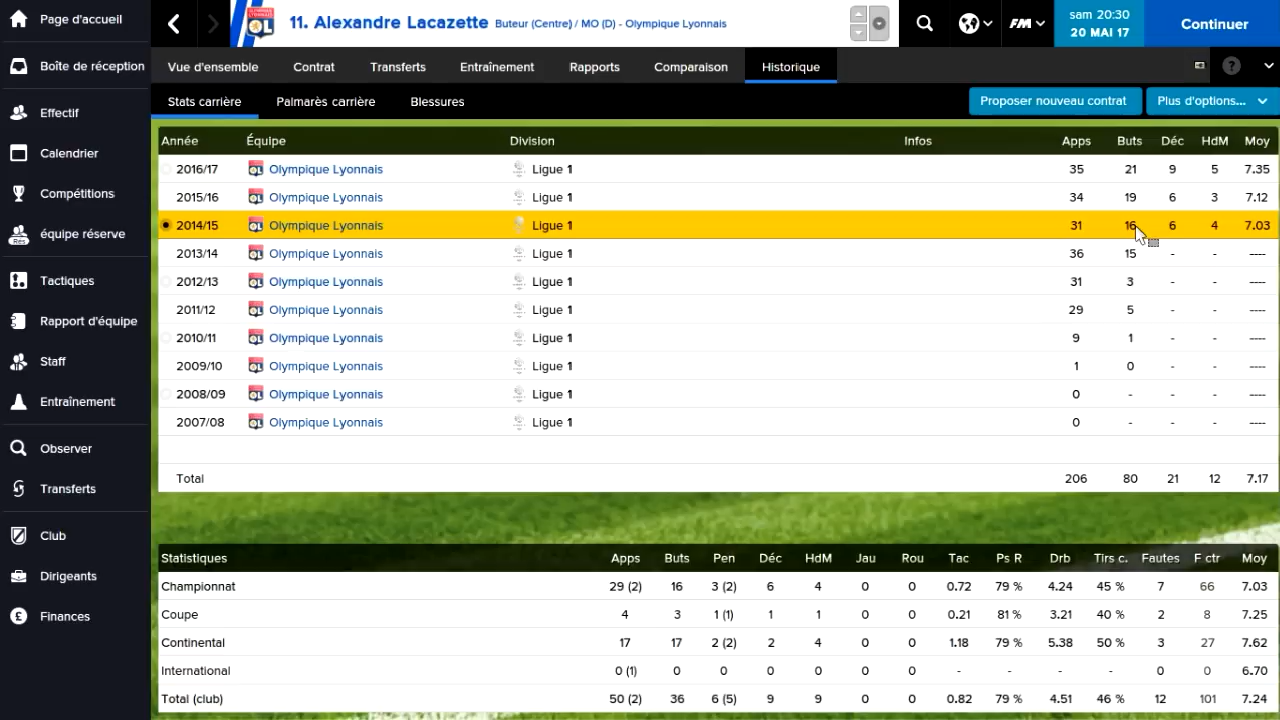 Page d'accueil
Boîte de réception
Effectif
Calendrier
Compétitions
équipe réserve
Tactiques
Rapport d'équipe
Staff
Entraînement
Observer
Transferts
Club
Dirigeants
Finances
11. Alexandre Lacazette Buteur (Centre) / MO (D) - Olympique Lyonnais
FM
sam 20:30
20 MAI 17
Continuer
Vue d'ensemble Contrat Transferts Entraînement Rapports Comparaison Historique
Stats carrière Palmarès carrière Blessures Proposer nouveau contrat Plus d'options...
Année Équipe Division Infos Apps Buts Déc HdM Moy
2016/17 Olympique Lyonnais Ligue 1 35 21 9 5 7.35
2015/16 Olympique Lyonnais Ligue 1 34 19 6 3 7.12
2014/15 Olympique Lyonnais Ligue 1 31 16 6 4 7.03
2013/14 Olympique Lyonnais Ligue 1 36 15 - - ----
2012/13 Olympique Lyonnais Ligue 1 31 3 - - ----
2011/12 Olympique Lyonnais Ligue 1 29 5 - - ----
2010/11 Olympique Lyonnais Ligue 1 9 1 - - ----
2009/10 Olympique Lyonnais Ligue 1 1 0 - - ----
2008/09 Olympique Lyonnais Ligue 1 0 - - - ----
2007/08 Olympique Lyonnais Ligue 1 0 - - - ----
Total 206 80 21 12 7.17
Statistiques Apps Buts Pen Déc HdM Jau Rou Tac Ps R Drb Tirs c. Fautes F ctr Moy
Championnat 29 (2) 16 3 (2) 6 4 0 0 0.72 79 % 4.24 45 % 7 66 7.03
Coupe 4 3 1 (1) 1 1 0 0 0.21 81 % 3.21 40 % 2 8 7.25
Continental 17 17 2 (2) 2 4 0 0 1.18 79 % 5.38 50 % 3 27 7.62
International 0 (1) 0 0 0 0 0 0 - - - - 0 0 6.70
Total (club) 50 (2) 36 6 (5) 9 9 0 0 0.82 79 % 4.51 46 % 12 101 7.24